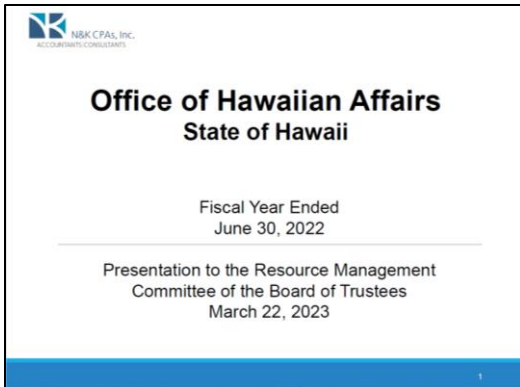 N&K CPAs, Inc.
ACCOUNTANTS|CONSULTANTS
Office of Hawaiian Affairs
State of Hawaii
Fiscal Year Ended
June 30, 2022
Presentation to the Resource Management
Committee of the Board of Trustees
March 22, 2023
1